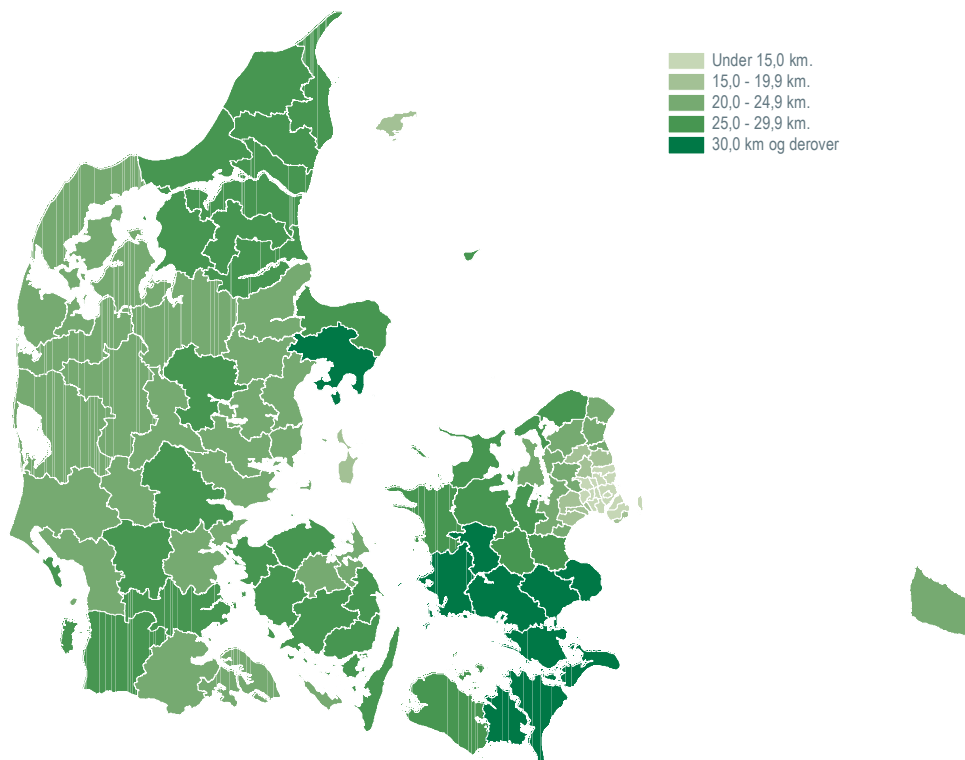 Under 15,0 km.
15,0 - 19,9 km.
20,0 - 24,9 km.
25,0 - 29,9 km.
30,0 km og derover